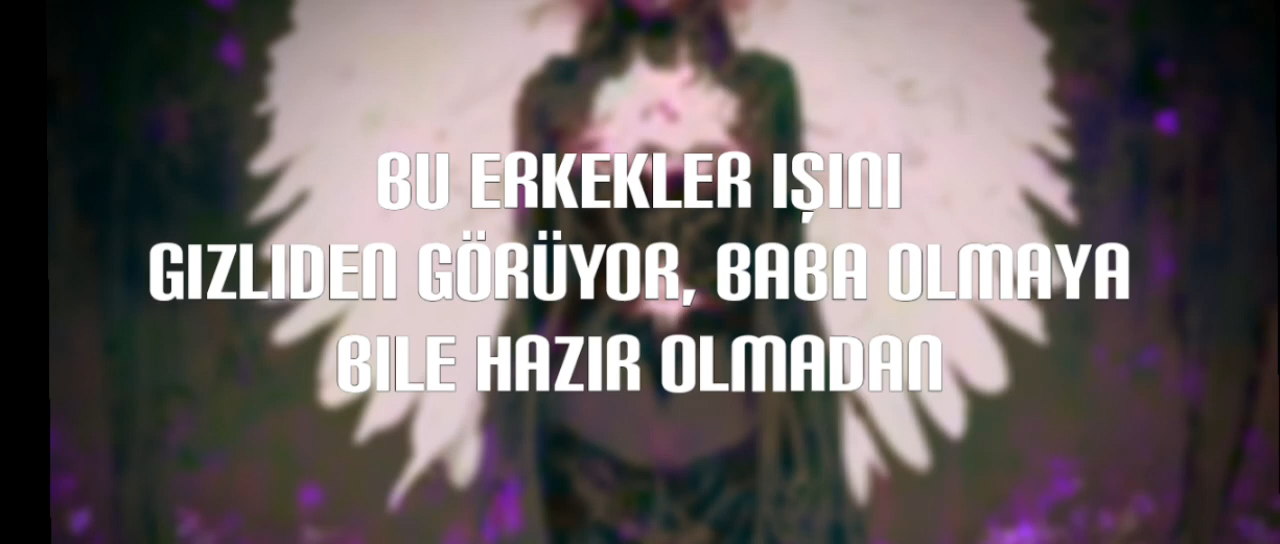 BU ERKEKLER IŞINI
GIZLIDEN GÖRÜYOR, BABA OLMAYA
BILE HAZIR OLMADAN